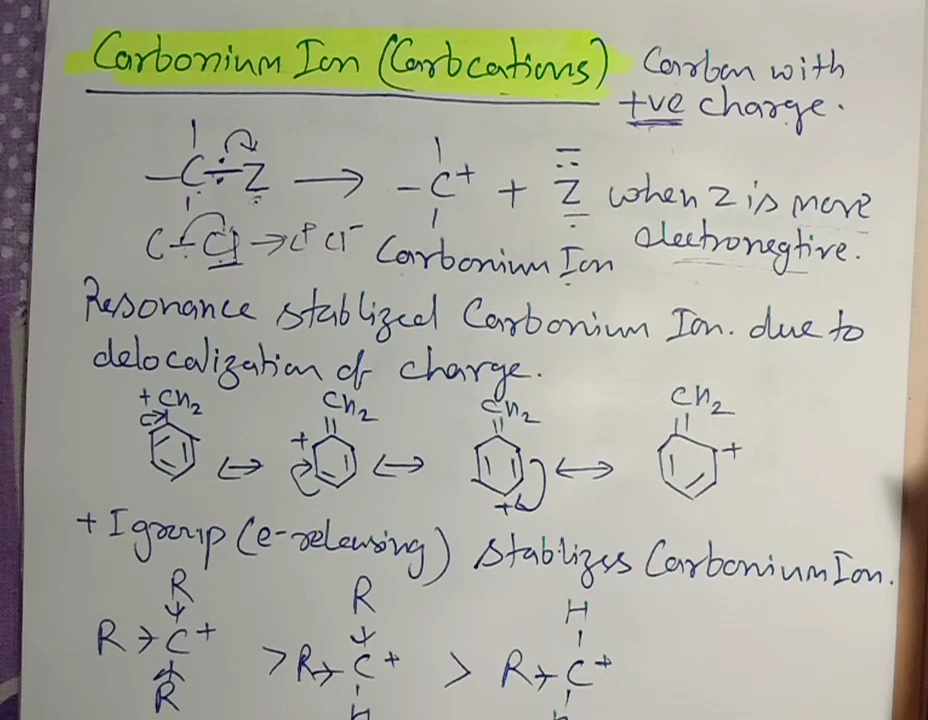 Carbonium Ion (Carbcations) Carbon with
+ve charge.
–C÷Z → –C+ + Z when Z is more
electronegtive.
C–Cl → C+ Cl- Carbonium Ion
Resonance stablized Carbonium Ion. due to
delocalization of charge.
+CH2 ↔ CH2 + ↔ CH2 + ↔ CH2 +
+ I group (e-releasing) stablizes Carbonium Ion.
R R H
R C+ > R C+ > R C+
R H H